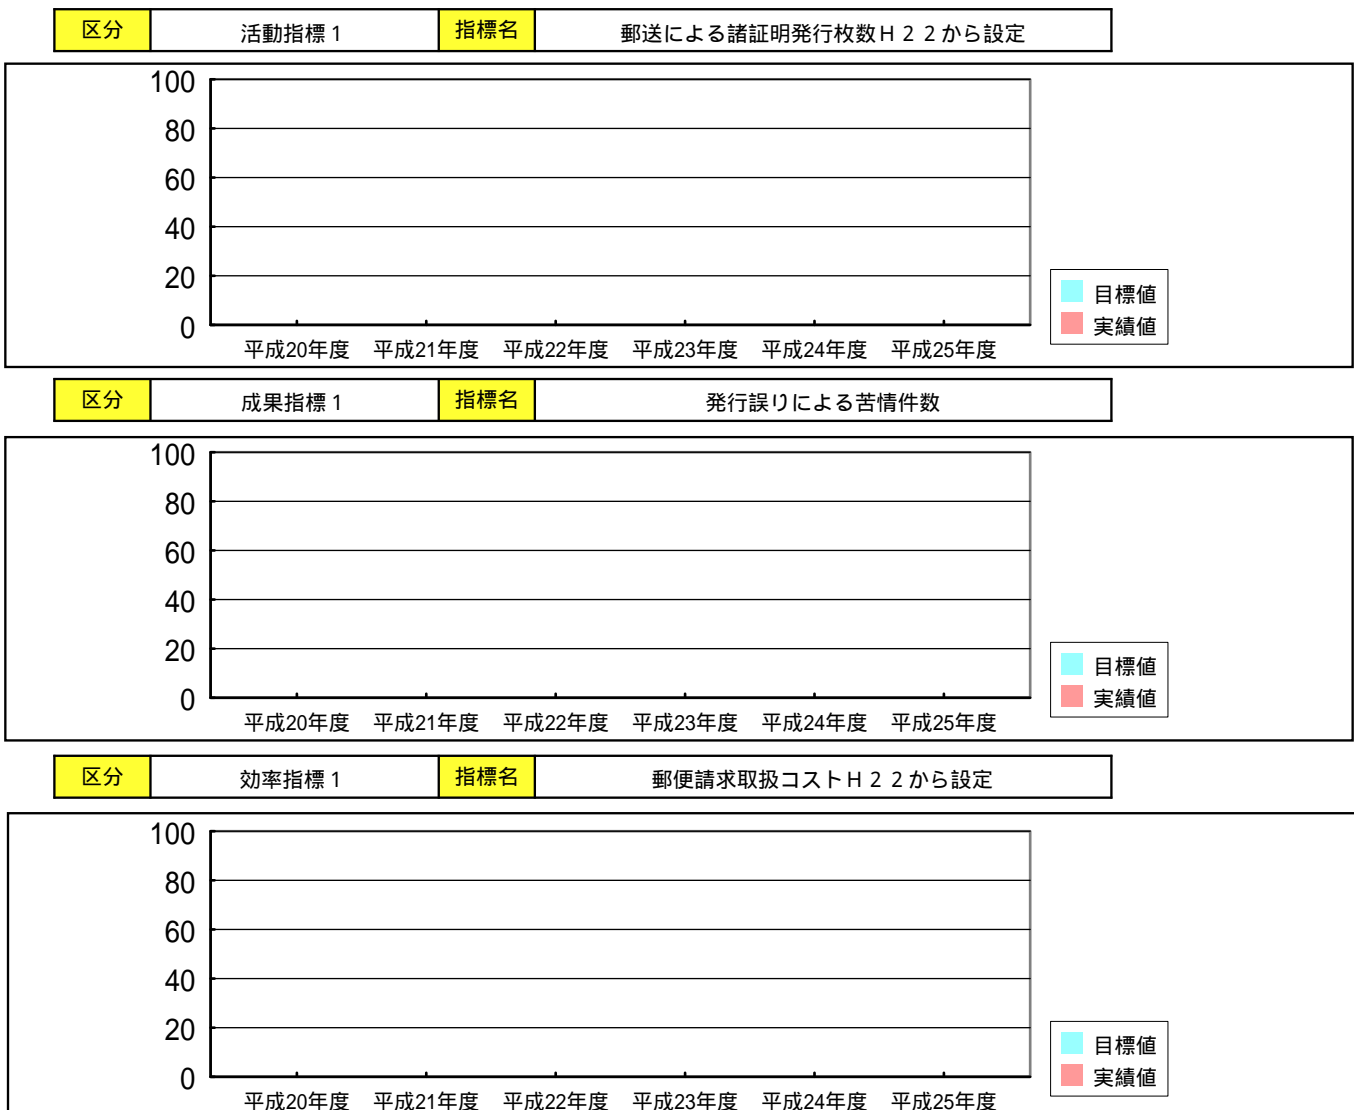 区分 活動指標1 指標名 郵送による諸証明発行枚数H22から設定
100
80
60
40
20
0
平成20年度 平成21年度 平成22年度 平成23年度 平成24年度 平成25年度
目標値
実績値
区分 成果指標1 指標名 発行誤りによる苦情件数
100
80
60
40
20
0
平成20年度 平成21年度 平成22年度 平成23年度 平成24年度 平成25年度
目標値
実績値
区分 効率指標1 指標名 郵便請求取扱コストH22から設定
100
80
60
40
20
0
平成20年度 平成21年度 平成22年度 平成23年度 平成24年度 平成25年度
目標値
実績値